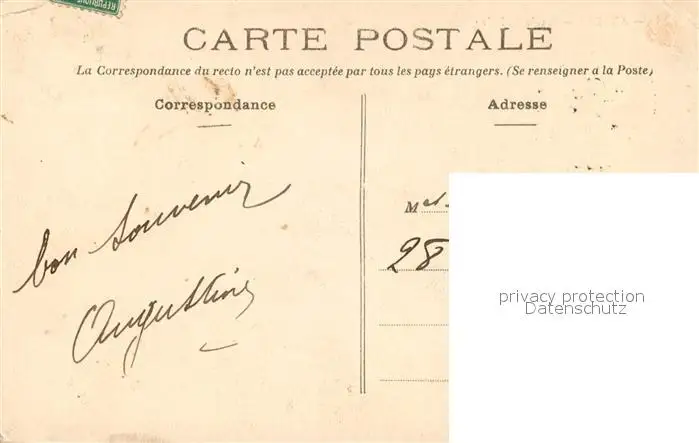 CARTE POSTALE
La Correspondance du recto n'est pas acceptée par tous les pays étrangers. (Se renseigner a la Poste)
Correspondance
Adresse
bon souvenir
Augustine
M
28
privacy protection
Datenschutz